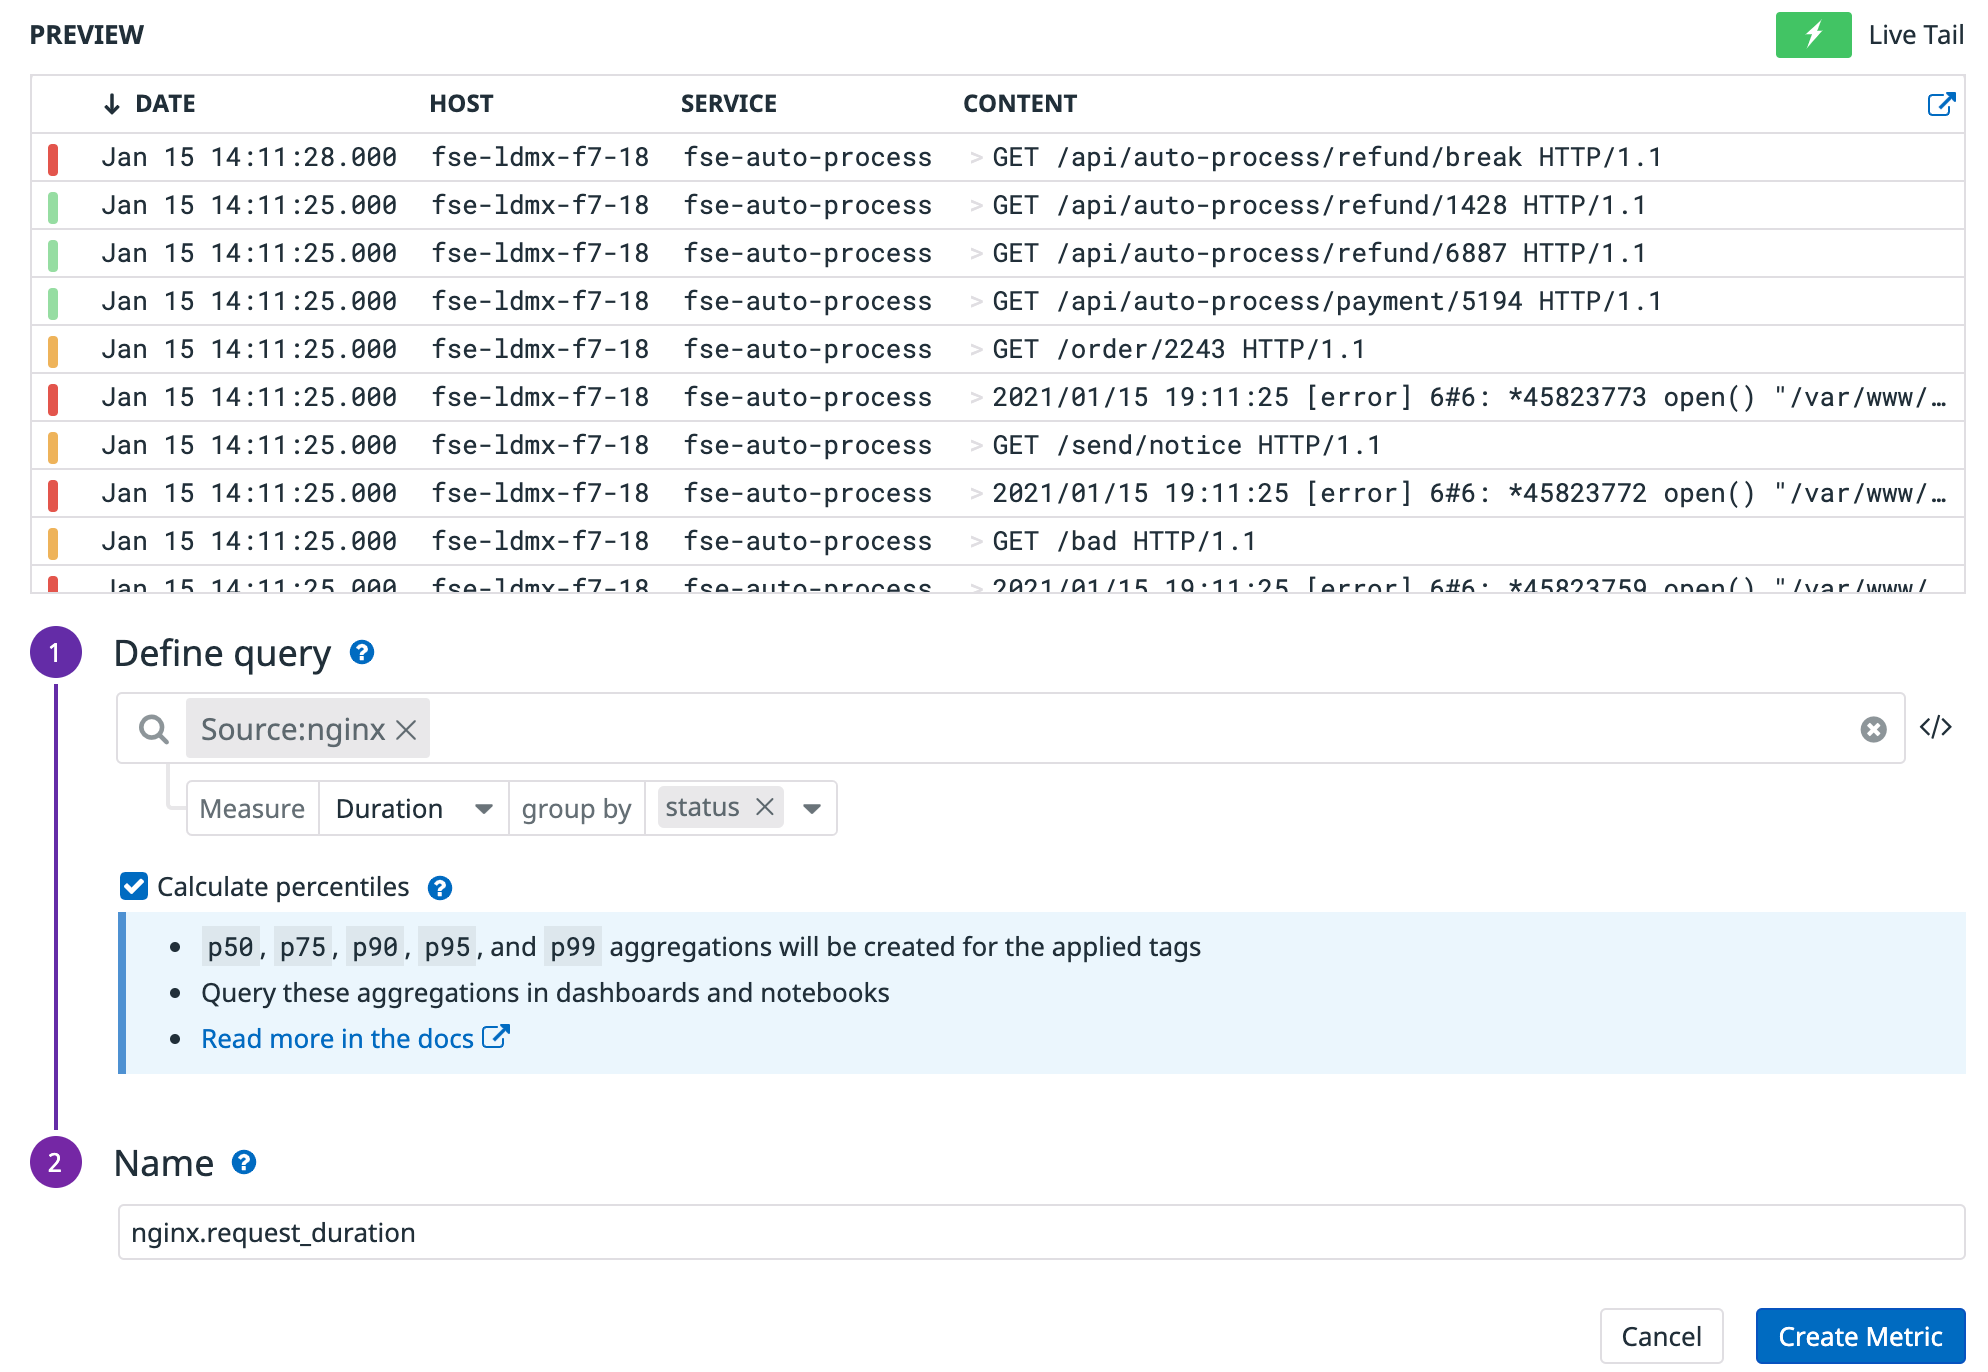 PREVIEW Live Tail
DATE HOST SERVICE CONTENT
Jan 15 14:11:28.000 fse-ldmx-f7-18 fse-auto-process > GET /api/auto-process/refund/break HTTP/1.1
Jan 15 14:11:25.000 fse-ldmx-f7-18 fse-auto-process > GET /api/auto-process/refund/1428 HTTP/1.1
Jan 15 14:11:25.000 fse-ldmx-f7-18 fse-auto-process > GET /api/auto-process/refund/6887 HTTP/1.1
Jan 15 14:11:25.000 fse-ldmx-f7-18 fse-auto-process > GET /api/auto-process/payment/5194 HTTP/1.1
Jan 15 14:11:25.000 fse-ldmx-f7-18 fse-auto-process > GET /order/2243 HTTP/1.1
Jan 15 14:11:25.000 fse-ldmx-f7-18 fse-auto-process > 2021/01/15 19:11:25 [error] 6#6: *45823773 open() "/var/www/…
Jan 15 14:11:25.000 fse-ldmx-f7-18 fse-auto-process > GET /send/notice HTTP/1.1
Jan 15 14:11:25.000 fse-ldmx-f7-18 fse-auto-process > 2021/01/15 19:11:25 [error] 6#6: *45823772 open() "/var/www/…
Jan 15 14:11:25.000 fse-ldmx-f7-18 fse-auto-process > GET /bad HTTP/1.1
Jan 15 14:11:25.000 fse-ldmx-f7-18 fse-auto-process > 2021/01/15 19:11:25 [error] 6#6: *45823759 open() "/var/www/
1 Define query ?
Source:nginx </>
Measure Duration group by status
Calculate percentiles ?
• p50, p75, p90, p95, and p99 aggregations will be created for the applied tags
• Query these aggregations in dashboards and notebooks
• Read more in the docs
2 Name ?
nginx.request_duration
Cancel Create Metric